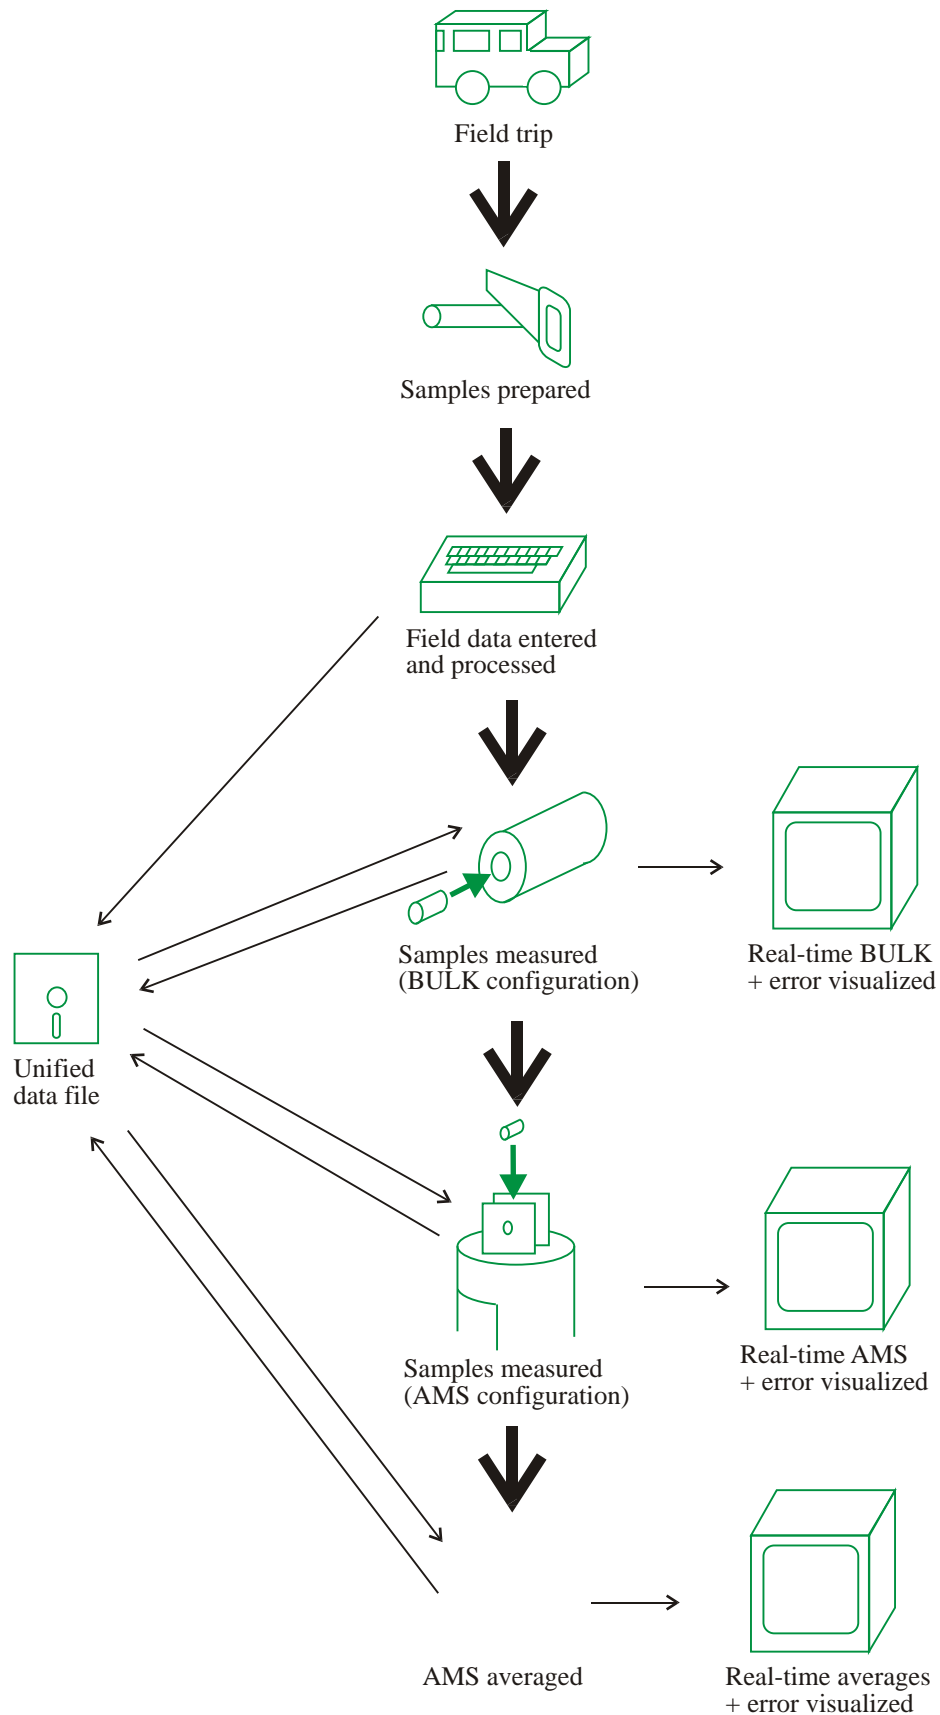 Field trip
Samples prepared
Field data entered
and processed
Samples measured
(BULK configuration)
Real-time BULK
+ error visualized
Unified
data file
Samples measured
(AMS configuration)
Real-time AMS
+ error visualized
AMS averaged
Real-time averages
+ error visualized